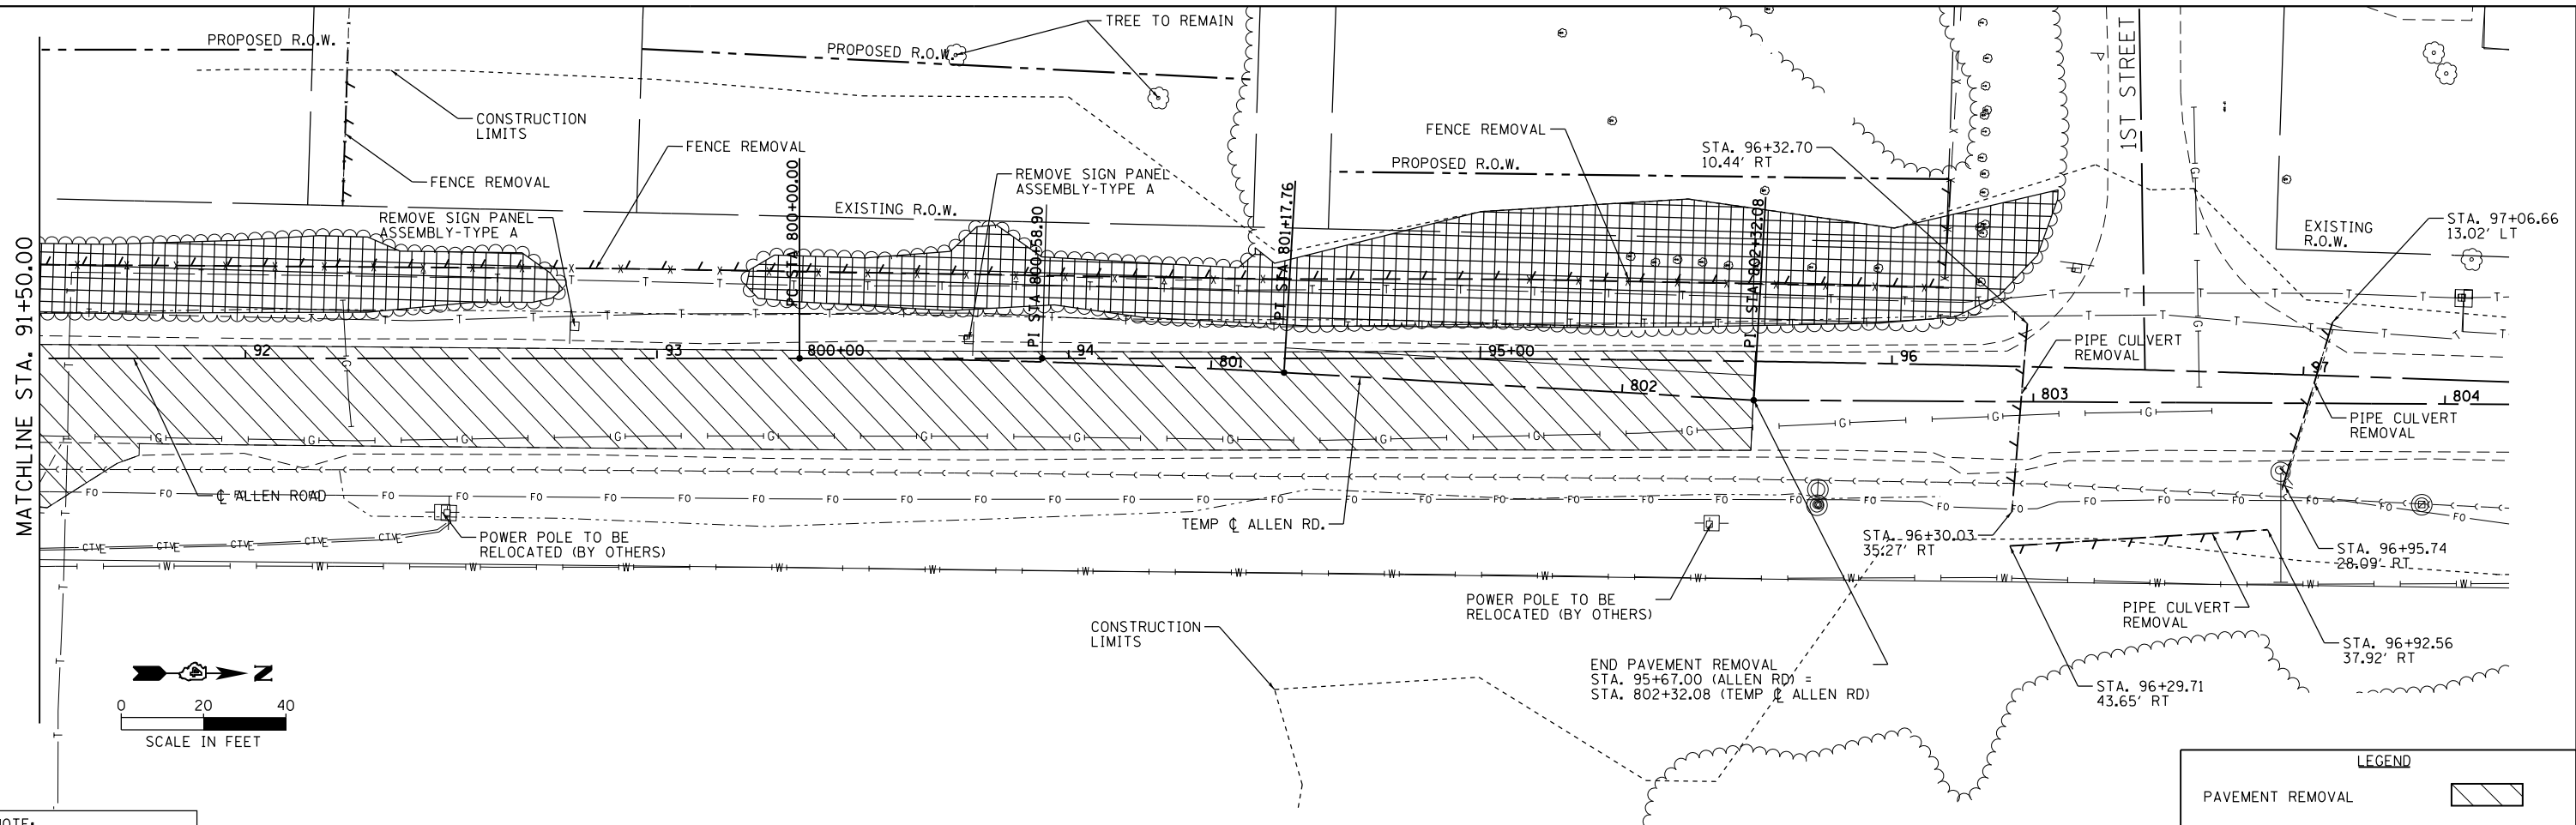 TREE TO REMAIN
PROPOSED R.O.W.
PROPOSED R.O.W.
1ST STREET
CONSTRUCTION
LIMITS
FENCE REMOVAL
FENCE REMOVAL
STA. 96+32.70
10.44' RT
FENCE REMOVAL
REMOVE SIGN PANEL
ASSEMBLY-TYPE A
PROPOSED R.O.W.
PC STA 800+00.00
PI STA 800+58.90
PI STA 801+17.76
PI STA 802+32.08
REMOVE SIGN PANEL
ASSEMBLY-TYPE A
EXISTING R.O.W.
EXISTING
R.O.W.
STA. 97+06.66
13.02' LT
MATCHLINE STA. 91+50.00
92
93
800+00
94
801
95+00
802
96
803
97
804
PIPE CULVERT
REMOVAL
PIPE CULVERT
REMOVAL
℄ ALLEN ROAD
TEMP ℄ ALLEN RD.
POWER POLE TO BE
RELOCATED (BY OTHERS)
STA. 96+30.03
35.27' RT
STA. 96+95.74
28.09' RT
POWER POLE TO BE
RELOCATED (BY OTHERS)
PIPE CULVERT
REMOVAL
CONSTRUCTION
LIMITS
STA. 96+92.56
37.92' RT
END PAVEMENT REMOVAL
STA. 95+67.00 (ALLEN RD) =
STA. 802+32.08 (TEMP ℄ ALLEN RD)
STA. 96+29.71
43.65' RT
N
0 20 40
SCALE IN FEET
LEGEND
PAVEMENT REMOVAL
NOTE: